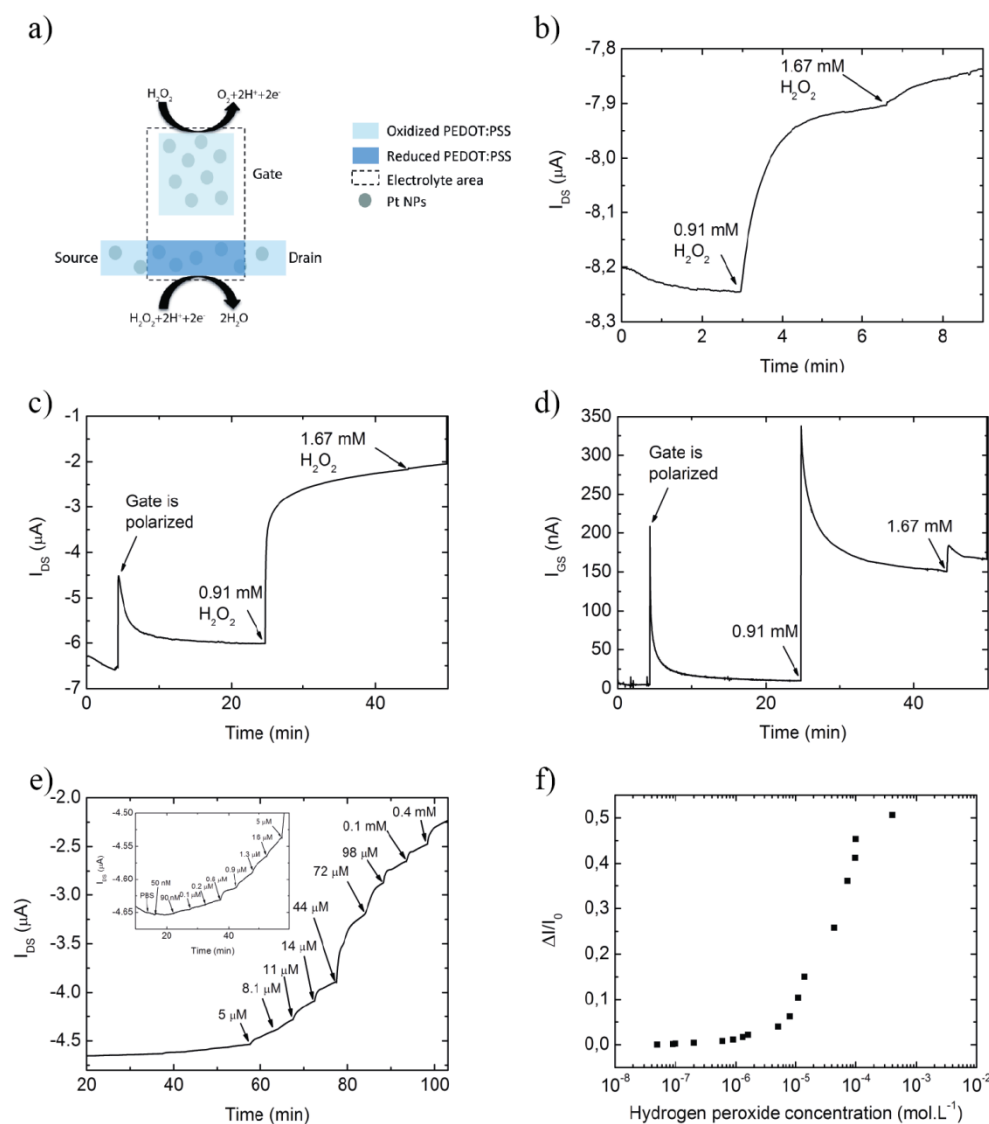 a)
H₂O₂ O₂+2H⁺+2e⁻
Gate
Source Drain
H₂O₂+2H⁺+2e⁻ 2H₂O
Oxidized PEDOT:PSS
Reduced PEDOT:PSS
Electrolyte area
Pt NPs
b)
-7,8
-7,9
-8,0
-8,1
-8,2
-8,3
I_DS (µA)
1.67 mM
H₂O₂
0.91 mM
H₂O₂
0 2 4 6 8
Time (min)
c)
-1
-2
-3
-4
-5
-6
-7
I_DS (µA)
1.67 mM
H₂O₂
Gate is
polarized
0.91 mM
H₂O₂
0 20 40
Time (min)
d)
350
300
250
200
150
100
50
0
I_GS (nA)
Gate is
polarized
1.67 mM
0.91 mM
0 20 40
Time (min)
e)
-2.0
-2.5
-3.0
-3.5
-4.0
-4.5
I_DS (µA)
-4.50
-4.55
-4.60
-4.65
I_DS (µA)
PBS
50 nM
90 nM
0.1 µM
0.2 µM
0.6 µM
0.9 µM
1.3 µM
16 µM
5 µM
20 40
Time (min)
5 µM
8.1 µM
11 µM
14 µM
44 µM
72 µM
98 µM
0.1 mM
0.4 mM
20 40 60 80 100
Time (min)
f)
0,5
0,4
0,3
0,2
0,1
0,0
ΔI/I₀
10⁻⁸ 10⁻⁷ 10⁻⁶ 10⁻⁵ 10⁻⁴ 10⁻³ 10⁻²
Hydrogen peroxide concentration (mol.L⁻¹)